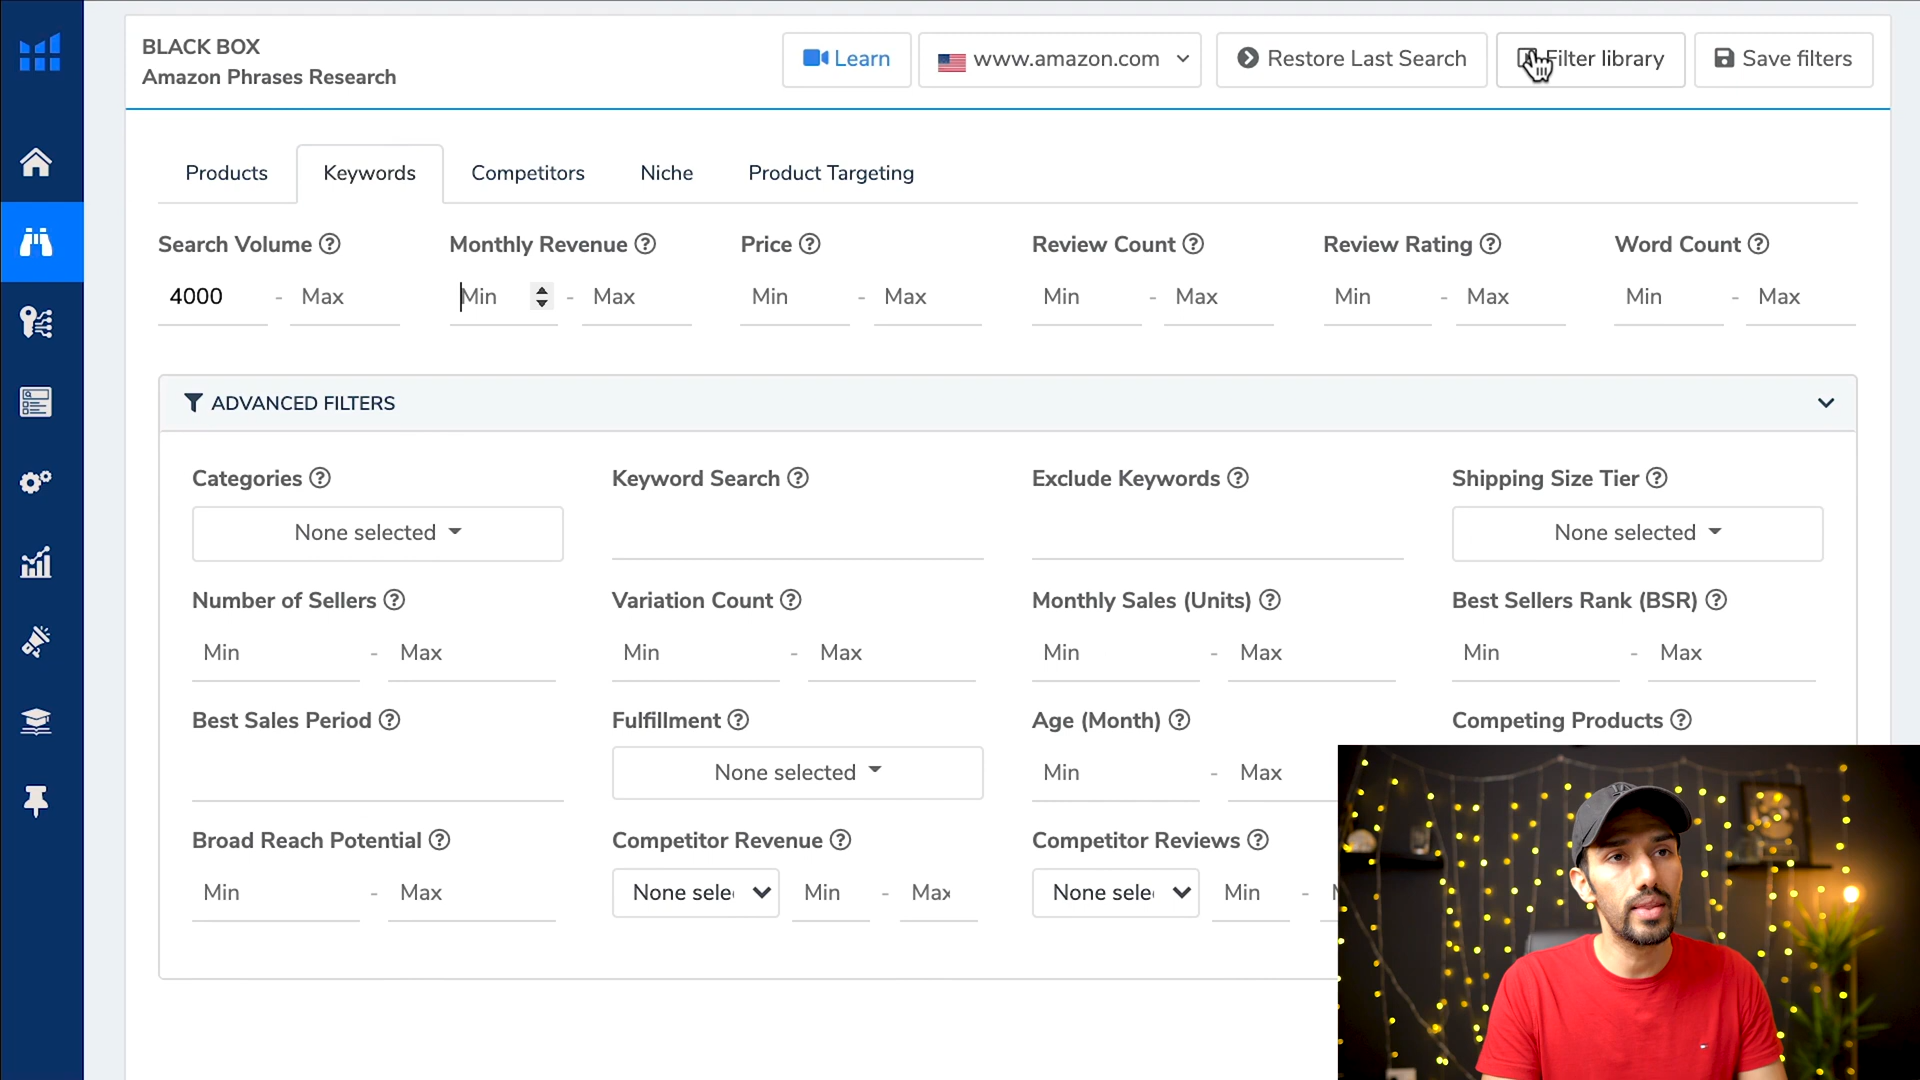 BLACK BOX
Amazon Phrases Research
Learn
www.amazon.com
Restore Last Search
Filter library
Save filters
Products
Keywords
Competitors
Niche
Product Targeting
Search Volume
Monthly Revenue
Price
Review Count
Review Rating
Word Count
4000 - Max
Min - Max
Min - Max
Min - Max
Min - Max
Min - Max
ADVANCED FILTERS
Categories
Keyword Search
Exclude Keywords
Shipping Size Tier
None selected
None selected
Number of Sellers
Variation Count
Monthly Sales (Units)
Best Sellers Rank (BSR)
Min - Max
Min - Max
Min - Max
Min - Max
Best Sales Period
Fulfillment
Age (Month)
Competing Products
None selected
Min - Max
Broad Reach Potential
Competitor Revenue
Competitor Reviews
Min - Max
None sele
Min - Max
None sele
Min -